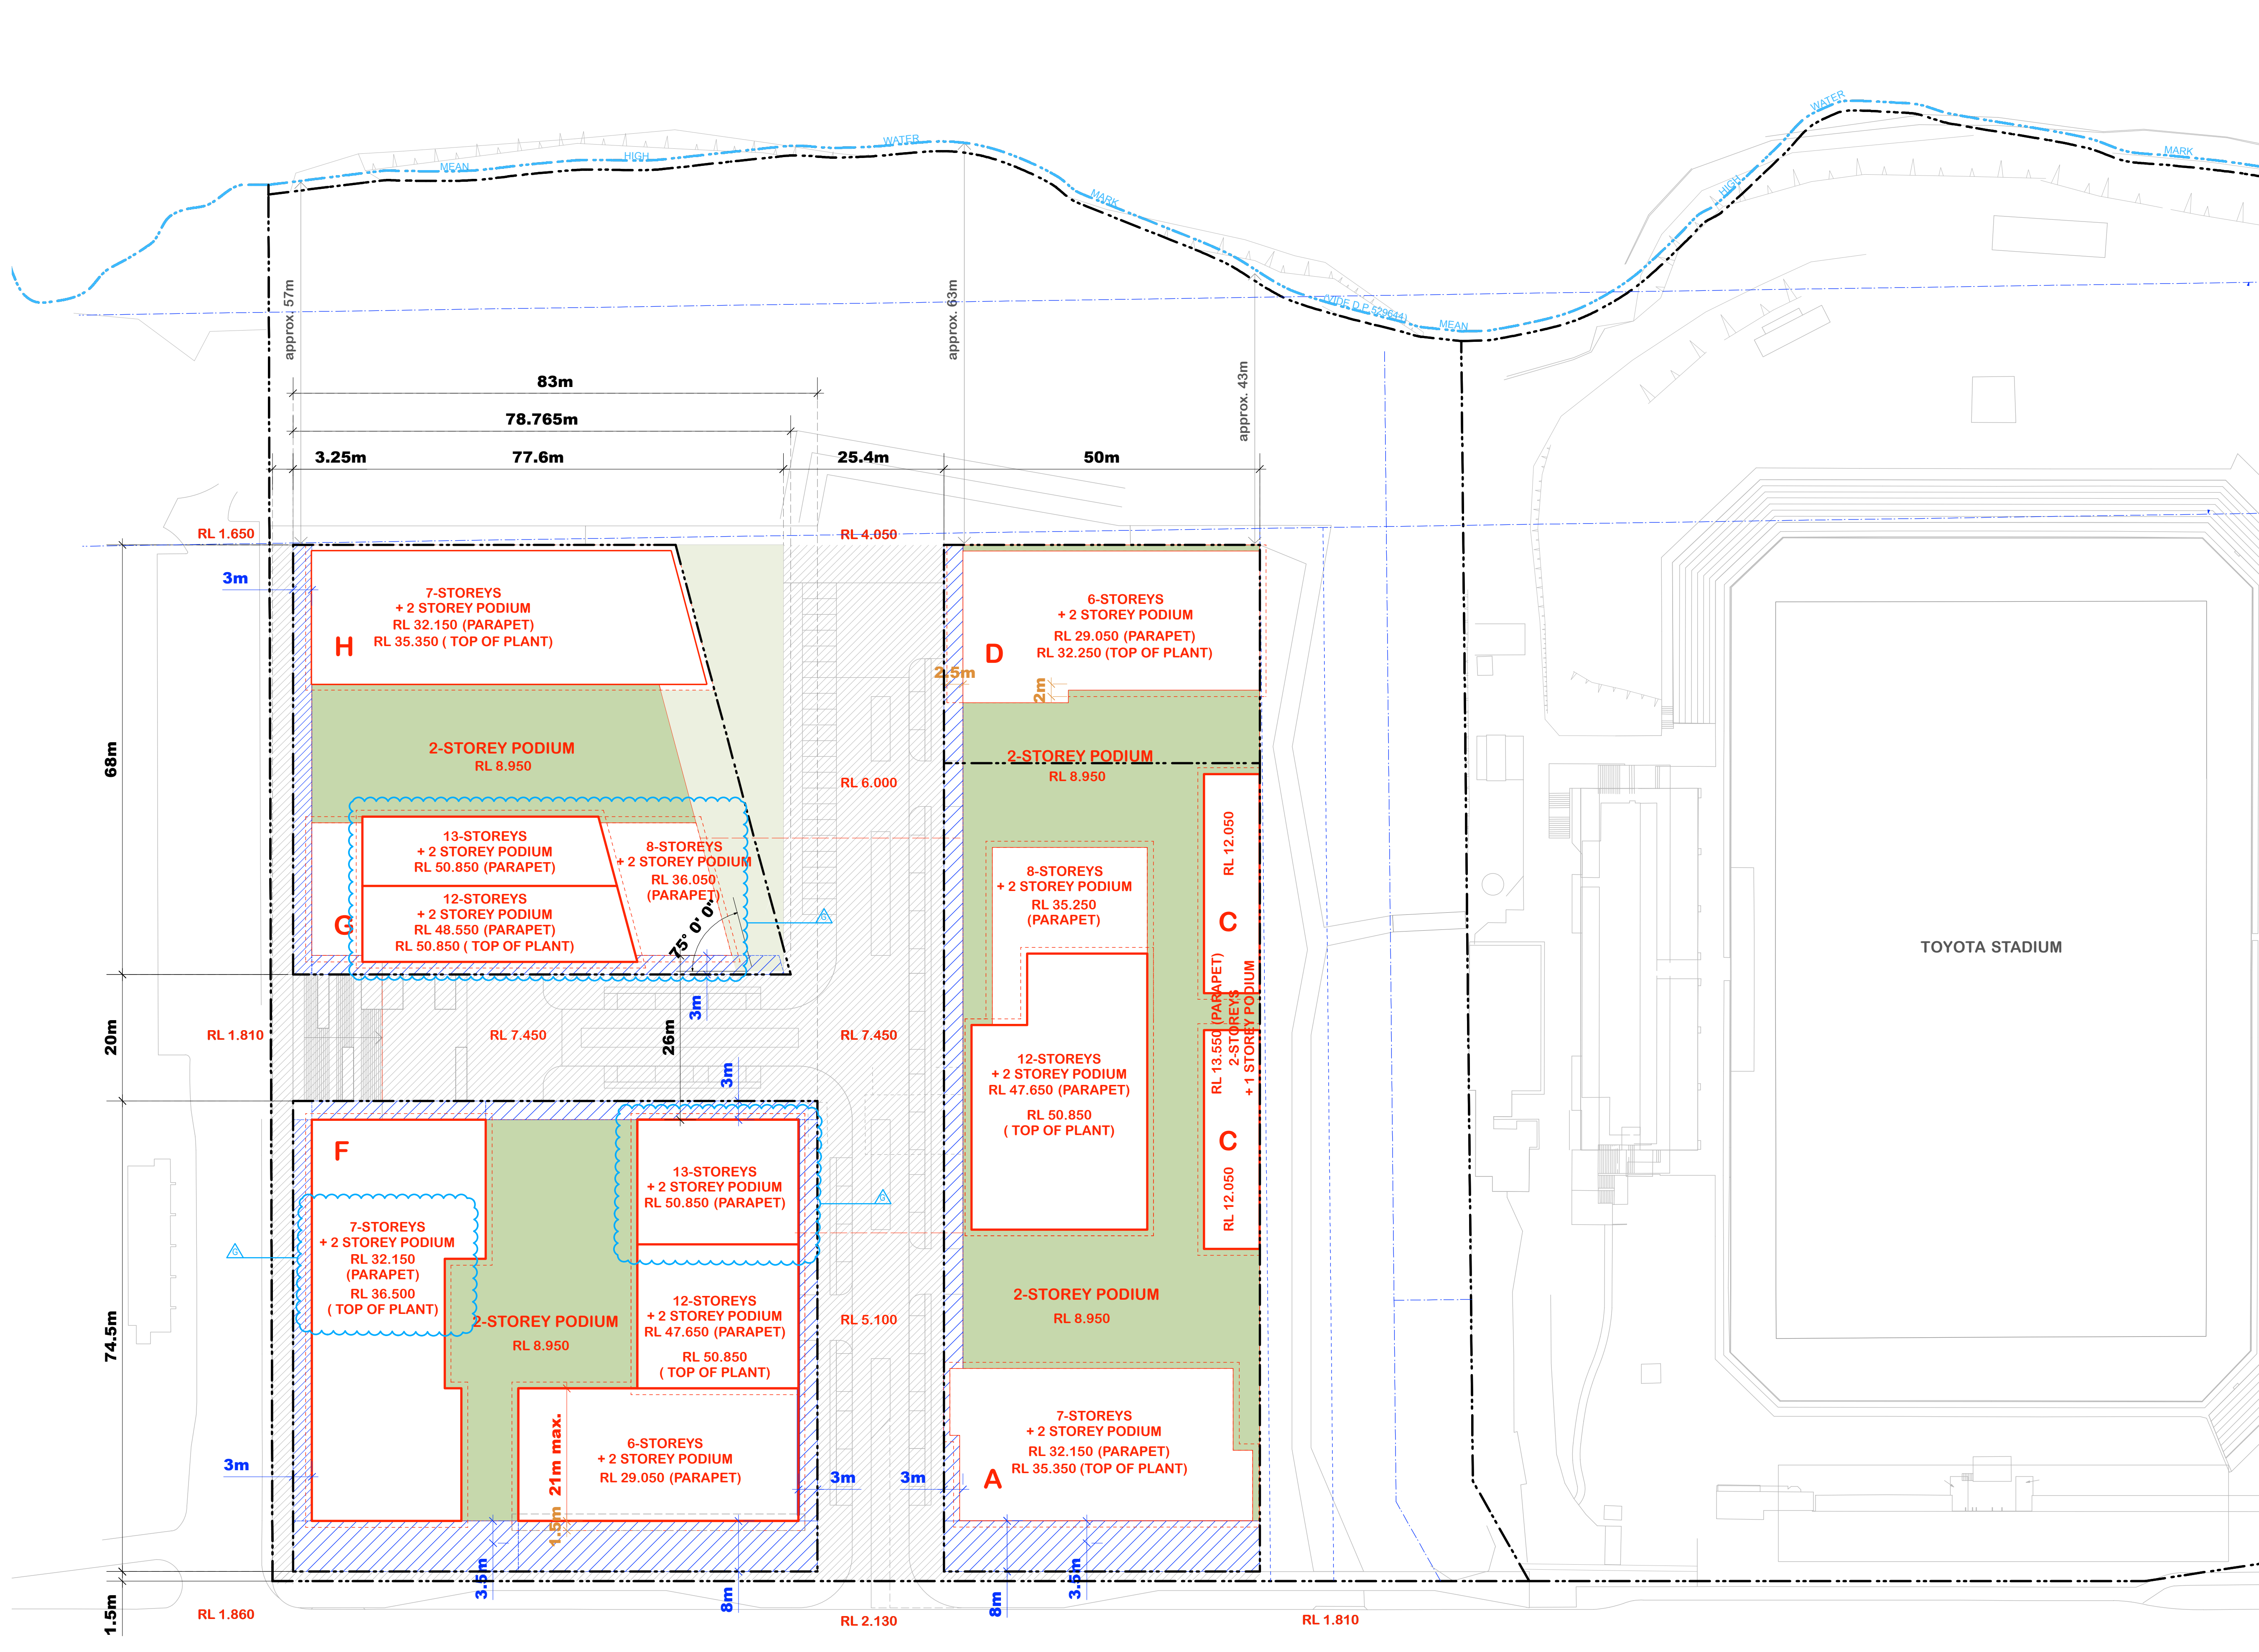 WATER
MARK
WATER
HIGH
MEAN
HIGH
MARK
(VIDE D.P 529644)
MEAN
approx. 57m
approx. 63m
approx. 43m
83m
78.765m
3.25m
77.6m
25.4m
50m
RL 1.650
RL 4.050
3m
7-STOREYS
+ 2 STOREY PODIUM
RL 32.150 (PARAPET)
RL 35.350 ( TOP OF PLANT)
H
6-STOREYS
+ 2 STOREY PODIUM
RL 29.050 (PARAPET)
RL 32.250 (TOP OF PLANT)
D
2.5m
2m
68m
2-STOREY PODIUM
RL 8.950
RL 6.000
2-STOREY PODIUM
RL 8.950
13-STOREYS
+ 2 STOREY PODIUM
RL 50.850 (PARAPET)
8-STOREYS
+ 2 STOREY PODIUM
RL 36.050
(PARAPET)
12-STOREYS
+ 2 STOREY PODIUM
RL 48.550 (PARAPET)
RL 50.850 ( TOP OF PLANT)
G
75° 0' 0"
G
8-STOREYS
+ 2 STOREY PODIUM
RL 35.250
(PARAPET)
RL 12.050
C
TOYOTA STADIUM
3m
20m
RL 1.810
RL 7.450
26m
RL 7.450
3m
RL 13.550 (PARAPET)
2-STOREYS
+ 1 STOREY PODIUM
12-STOREYS
+ 2 STOREY PODIUM
RL 47.650 (PARAPET)
RL 50.850
( TOP OF PLANT)
C
RL 12.050
F
13-STOREYS
+ 2 STOREY PODIUM
RL 50.850 (PARAPET)
G
7-STOREYS
+ 2 STOREY PODIUM
RL 32.150
(PARAPET)
RL 36.500
( TOP OF PLANT)
G
74.5m
2-STOREY PODIUM
RL 8.950
12-STOREYS
+ 2 STOREY PODIUM
RL 47.650 (PARAPET)
RL 50.850
( TOP OF PLANT)
RL 5.100
2-STOREY PODIUM
RL 8.950
21m max.
1.5m
6-STOREYS
+ 2 STOREY PODIUM
RL 29.050 (PARAPET)
7-STOREYS
+ 2 STOREY PODIUM
RL 32.150 (PARAPET)
RL 35.350 (TOP OF PLANT)
A
3m
3m
3m
3.5m
8m
8m
3.5m
1.5m
RL 1.860
RL 2.130
RL 1.810